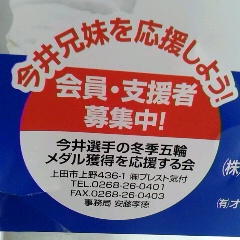 今井兄妹を応援しよう!
会員・支援者
募集中!
今井選手の冬季五輪
メダル獲得を応援する会
上田市上野436-1 ㈱ブレスト気付
TEL.0268-26-0401
FAX.0268-26-0403
事務局 安藤孝徳
(株
(有)オ